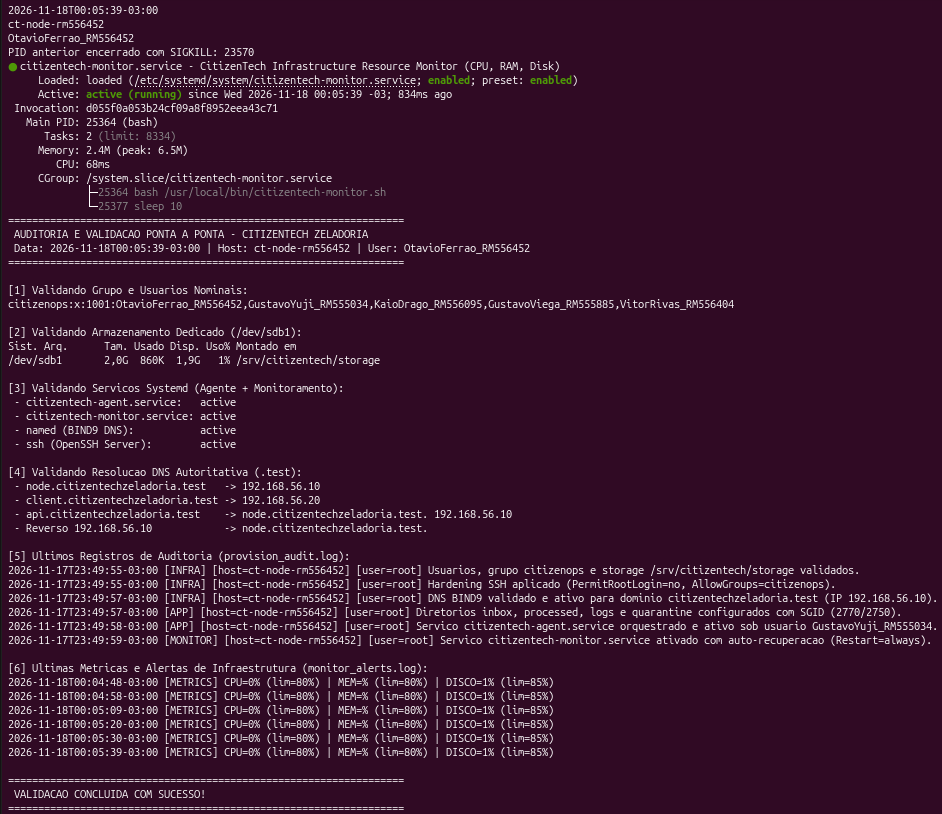 2026-11-18T00:05:39-03:00
ct-node-rm556452
OtavioFerrao_RM556452
PID anterior encerrado com SIGKILL: 23570
● citizentech-monitor.service - CitizenTech Infrastructure Resource Monitor (CPU, RAM, Disk)
Loaded: loaded (/etc/systemd/system/citizentech-monitor.service; enabled; preset: enabled)
Active: active (running) since Wed 2026-11-18 00:05:39 -03; 834ms ago
Invocation: d055f0a053b24cf09a8f8952eea43c71
Main PID: 25364 (bash)
Tasks: 2 (limit: 8334)
Memory: 2.4M (peak: 6.5M)
CPU: 68ms
CGroup: /system.slice/citizentech-monitor.service
├─25364 bash /usr/local/bin/citizentech-monitor.sh
└─25377 sleep 10
==================================================================
AUDITORIA E VALIDACAO PONTA A PONTA - CITIZENTECH ZELADORIA
Data: 2026-11-18T00:05:39-03:00 | Host: ct-node-rm556452 | User: OtavioFerrao_RM556452
==================================================================
[1] Validando Grupo e Usuarios Nominais:
citizenops:x:1001:OtavioFerrao_RM556452,GustavoYuji_RM555034,KaioDrago_RM556095,GustavoViega_RM555885,VitorRivas_RM556404
[2] Validando Armazenamento Dedicado (/dev/sdb1):
Sist. Arq.      Tam. Usado Disp. Uso% Montado em
/dev/sdb1       2,0G  860K  1,9G   1% /srv/citizentech/storage
[3] Validando Servicos Systemd (Agente + Monitoramento):
- citizentech-agent.service:   active
- citizentech-monitor.service: active
- named (BIND9 DNS):           active
- ssh (OpenSSH Server):        active
[4] Validando Resolucao DNS Autoritativa (.test):
- node.citizentechzeladoria.test   -> 192.168.56.10
- client.citizentechzeladoria.test -> 192.168.56.20
- api.citizentechzeladoria.test    -> node.citizentechzeladoria.test. 192.168.56.10
- Reverso 192.168.56.10            -> node.citizentechzeladoria.test.
[5] Ultimos Registros de Auditoria (provision_audit.log):
2026-11-17T23:49:55-03:00 [INFRA] [host=ct-node-rm556452] [user=root] Usuarios, grupo citizenops e storage /srv/citizentech/storage validados.
2026-11-17T23:49:55-03:00 [INFRA] [host=ct-node-rm556452] [user=root] Hardening SSH aplicado (PermitRootLogin=no, AllowGroups=citizenops).
2026-11-17T23:49:57-03:00 [INFRA] [host=ct-node-rm556452] [user=root] DNS BIND9 validado e ativo para dominio citizentechzeladoria.test (IP 192.168.56.10).
2026-11-17T23:49:57-03:00 [APP] [host=ct-node-rm556452] [user=root] Diretorios inbox, processed, logs e quarantine configurados com SGID (2770/2750).
2026-11-17T23:49:58-03:00 [APP] [host=ct-node-rm556452] [user=root] Servico citizentech-agent.service orquestrado e ativo sob usuario GustavoYuji_RM555034.
2026-11-17T23:49:59-03:00 [MONITOR] [host=ct-node-rm556452] [user=root] Servico citizentech-monitor.service ativado com auto-recuperacao (Restart=always).
[6] Ultimas Metricas e Alertas de Infraestrutura (monitor_alerts.log):
2026-11-18T00:04:48-03:00 [METRICS] CPU=0% (lim=80%) | MEM=% (lim=80%) | DISCO=1% (lim=85%)
2026-11-18T00:04:58-03:00 [METRICS] CPU=0% (lim=80%) | MEM=% (lim=80%) | DISCO=1% (lim=85%)
2026-11-18T00:05:09-03:00 [METRICS] CPU=0% (lim=80%) | MEM=% (lim=80%) | DISCO=1% (lim=85%)
2026-11-18T00:05:20-03:00 [METRICS] CPU=0% (lim=80%) | MEM=% (lim=80%) | DISCO=1% (lim=85%)
2026-11-18T00:05:30-03:00 [METRICS] CPU=0% (lim=80%) | MEM=% (lim=80%) | DISCO=1% (lim=85%)
2026-11-18T00:05:39-03:00 [METRICS] CPU=0% (lim=80%) | MEM=% (lim=80%) | DISCO=1% (lim=85%)
==================================================================
VALIDACAO CONCLUIDA COM SUCESSO!
==================================================================